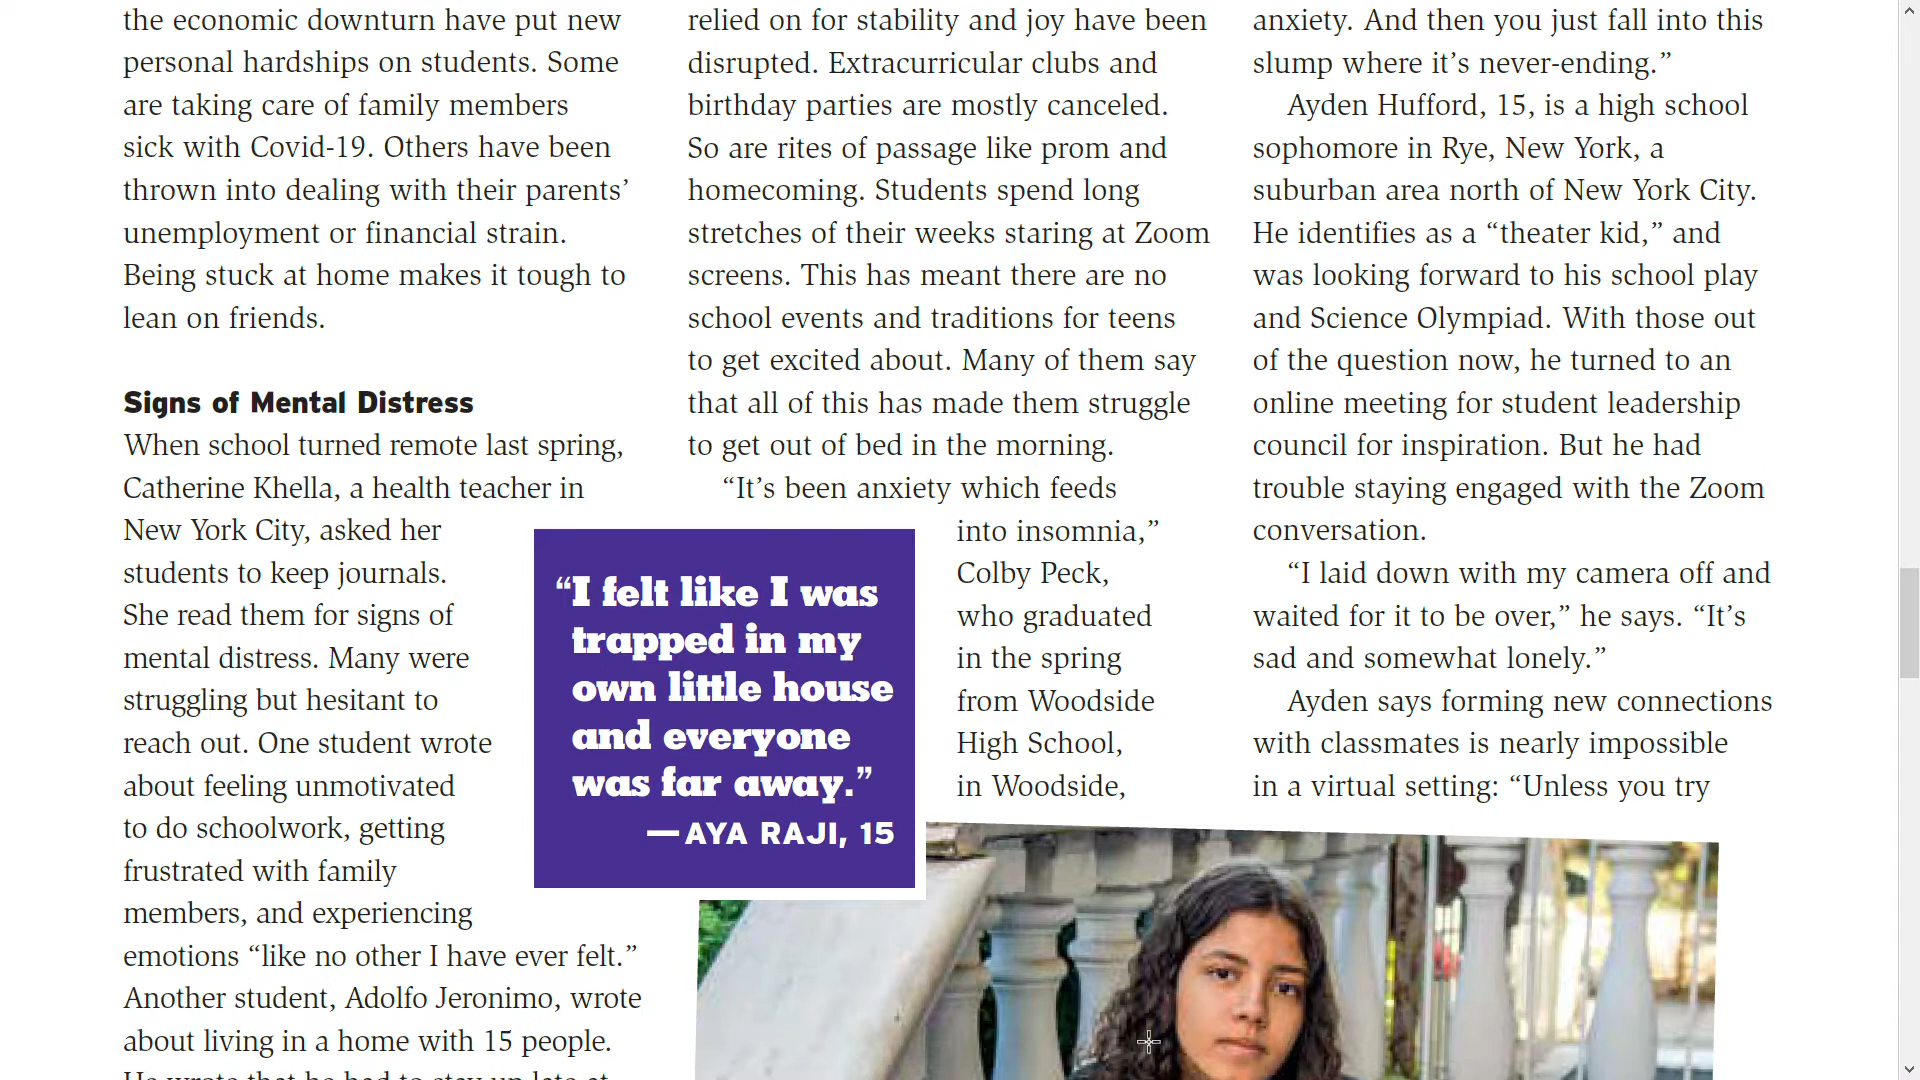 the economic downturn have put new
personal hardships on students. Some
are taking care of family members
sick with Covid-19. Others have been
thrown into dealing with their parents’
unemployment or financial strain.
Being stuck at home makes it tough to
lean on friends.
Signs of Mental Distress
When school turned remote last spring,
Catherine Khella, a health teacher in
New York City, asked her
students to keep journals.
She read them for signs of
mental distress. Many were
struggling but hesitant to
reach out. One student wrote
about feeling unmotivated
to do schoolwork, getting
frustrated with family
members, and experiencing
emotions “like no other I have ever felt.”
Another student, Adolfo Jeronimo, wrote
about living in a home with 15 people.
He wrote that he had to stay up late at
“I felt like I was
trapped in my
own little house
and everyone
was far away.”
— AYA RAJI, 15
relied on for stability and joy have been
disrupted. Extracurricular clubs and
birthday parties are mostly canceled.
So are rites of passage like prom and
homecoming. Students spend long
stretches of their weeks staring at Zoom
screens. This has meant there are no
school events and traditions for teens
to get excited about. Many of them say
that all of this has made them struggle
to get out of bed in the morning.
“It’s been anxiety which feeds
into insomnia,”
Colby Peck,
who graduated
in the spring
from Woodside
High School,
in Woodside,
anxiety. And then you just fall into this
slump where it’s never-ending.”
Ayden Hufford, 15, is a high school
sophomore in Rye, New York, a
suburban area north of New York City.
He identifies as a “theater kid,” and
was looking forward to his school play
and Science Olympiad. With those out
of the question now, he turned to an
online meeting for student leadership
council for inspiration. But he had
trouble staying engaged with the Zoom
conversation.
“I laid down with my camera off and
waited for it to be over,” he says. “It’s
sad and somewhat lonely.”
Ayden says forming new connections
with classmates is nearly impossible
in a virtual setting: “Unless you try